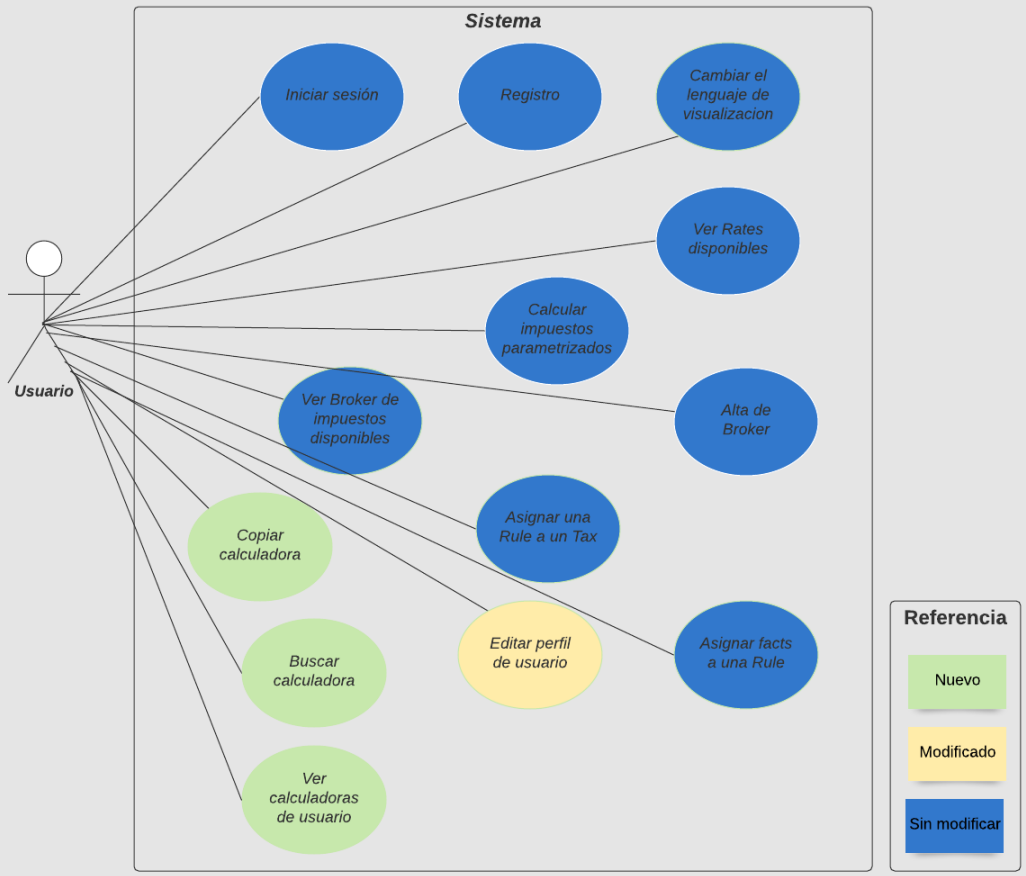 Sistema
Iniciar sesión
Registro
Cambiar el
lenguaje de
visualizacion
Ver Rates
disponibles
Calcular
impuestos
parametrizados
Usuario
Ver Broker de
impuestos
disponibles
Alta de
Broker
Copiar
calculadora
Asignar una
Rule a un Tax
Buscar
calculadora
Editar perfil
de usuario
Asignar facts
a una Rule
Ver
calculadoras
de usuario
Referencia
Nuevo
Modificado
Sin modificar